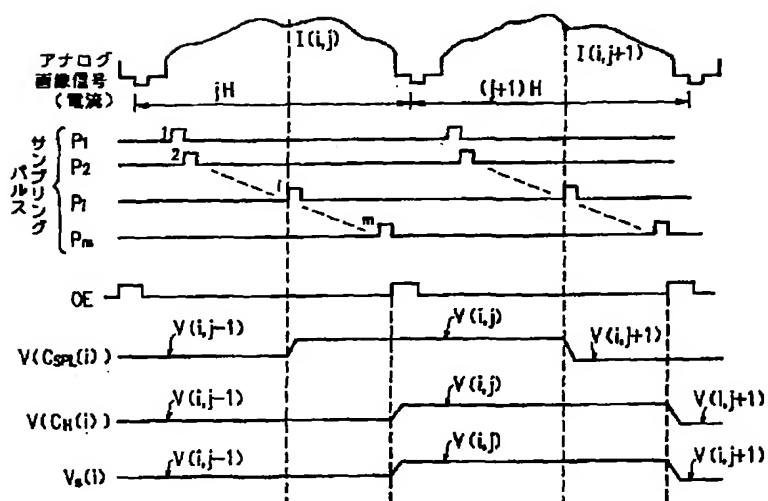 アナログ
画像信号
(電流)
I(i,j)
I(i,j+1)
jH
(j+1)H
サンプリング
パルス
P1
1
P2
2
Pi
i
Pm
m
OE
V(CSPL(i))
V(i,j-1)
V(i,j)
V(i,j+1)
V(CH(i))
V(i,j-1)
V(i,j)
V(i,j+1)
Vs(i)
V(i,j-1)
V(i,j)
V(i,j+1)